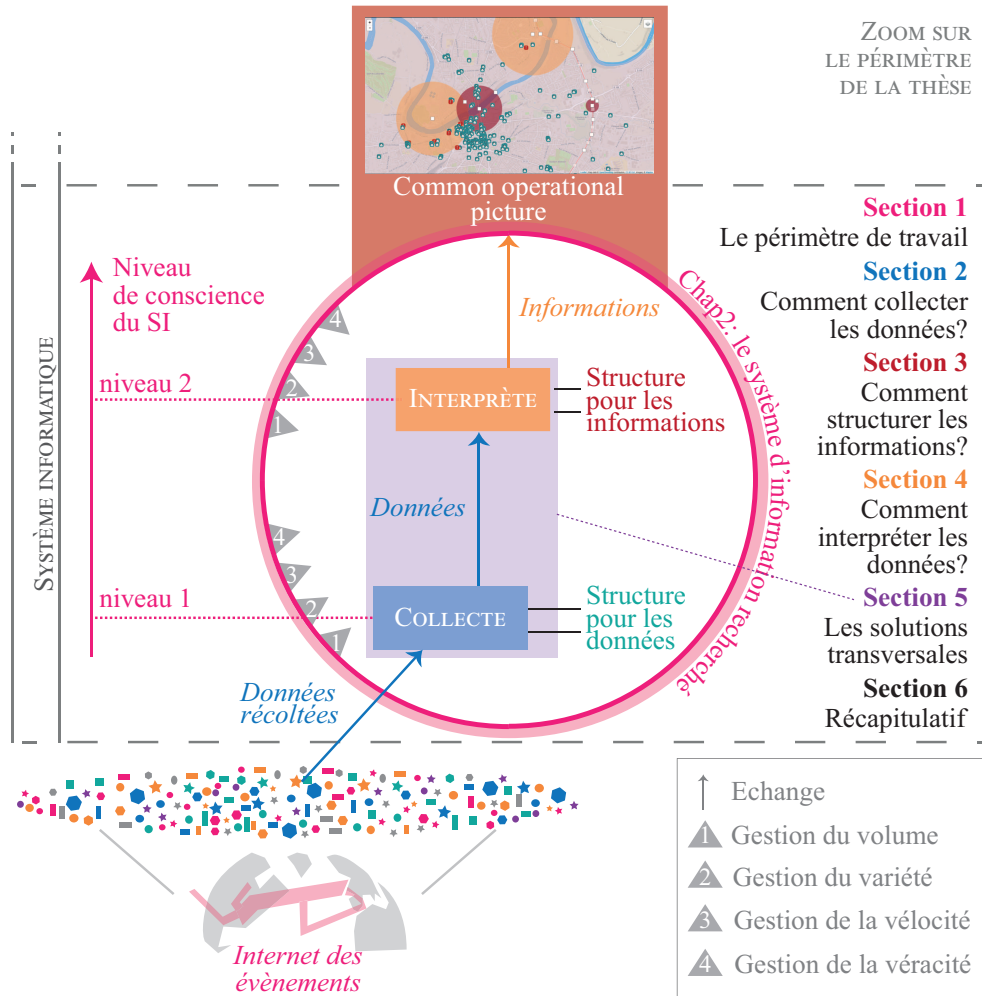 ZOOM SUR
LE PÉRIMÈTRE
DE LA THÈSE
Common operational
picture
SYSTÈME INFORMATIQUE
Niveau
de conscience
du SI
niveau 2
niveau 1
4
3
2
1
4
3
2
1
Informations
INTERPRÈTE
Structure
pour les
informations
Données
COLLECTE
Structure
pour les
données
Données
récoltées
Chap2: le système d'information recherché
Section 1
Le périmètre de travail
Section 2
Comment collecter
les données?
Section 3
Comment
structurer les
informations?
Section 4
Comment
interpréter les
données?
Section 5
Les solutions
transversales
Section 6
Récapitulatif
Internet des
évènements
Echange
1 Gestion du volume
2 Gestion du variété
3 Gestion de la vélocité
4 Gestion de la véracité